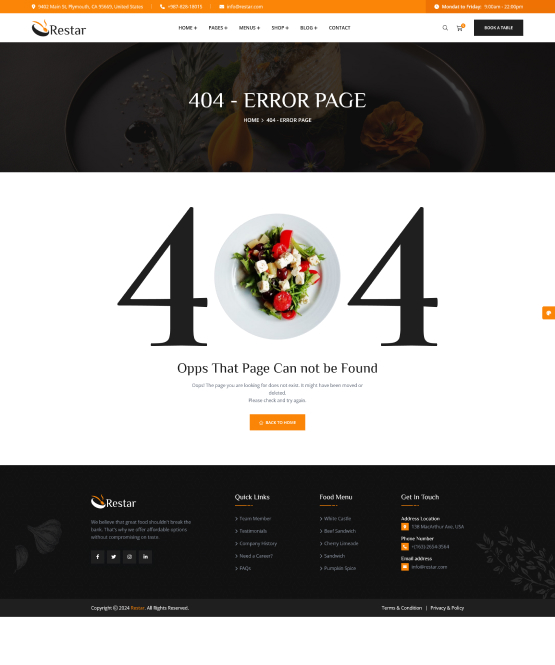 9402 Main St, Plymouth, CA 95669, United States +987-628-10615 info@restar.com Monday to Friday: 9:00am - 22:00pm
Restar HOME + PAGES + MENUS + SHOP + BLOG + CONTACT BOOK A TABLE
404 - ERROR PAGE
HOME > 404 - ERROR PAGE
4 4
Opps That Page Can not be Found
Oops! The page you are looking for does not exist. It might have been moved or
deleted.
Please check and try again.
BACK TO HOME
Restar
We believe that great food shouldn't break the
bank. That's why we offer affordable options
without compromising on taste.
Quick Links
Team Member
Testimonials
Company History
Need a Career?
FAQs
Food Menu
White Castle
Beef Sandwich
Cherry Limeade
Sandwich
Pumpkin Spice
Get In Touch
Address Location
138 MacArthur Ave, USA
Phone Number
+(163)-2654-3564
Email address
info@restar.com
Copyright © 2024 Restar. All Rights Reserved.
Terms & Condition | Privacy & Policy